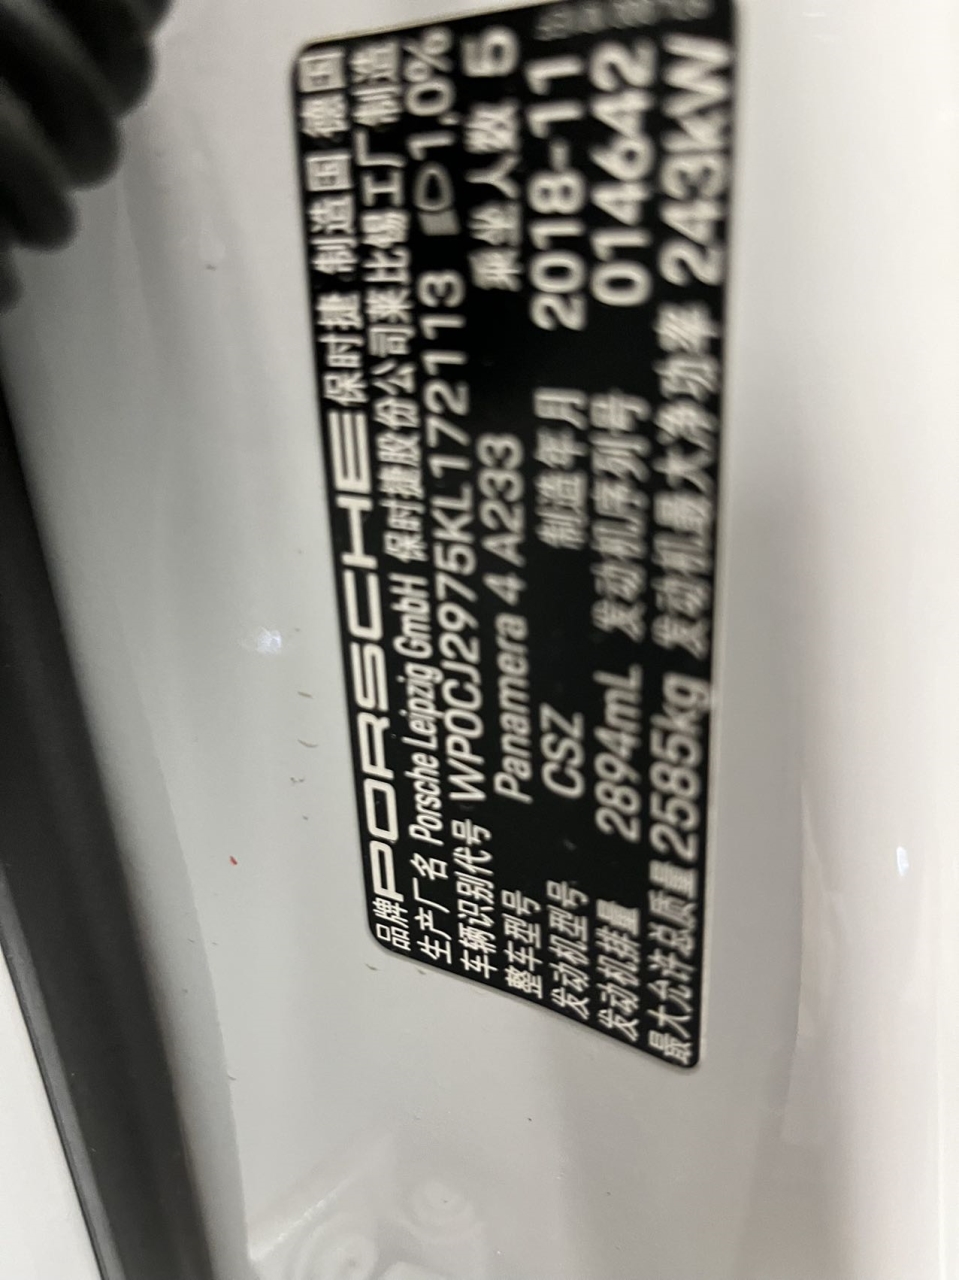 品牌 PORSCHE 保时捷 制造国 德国
生产厂名 Porsche Leipzig GmbH 保时捷股份公司莱比锡工厂制造
车辆识别代号 WP0CJ2975KL172113 1,0%
整车型号 Panamera 4 A233 乘坐人数 5
发动机型号 CSZ 制造年月 2018-11
发动机排量 2894mL 发动机序列号 014642
最大允许总质量 2585kg 发动机最大净功率 243kW